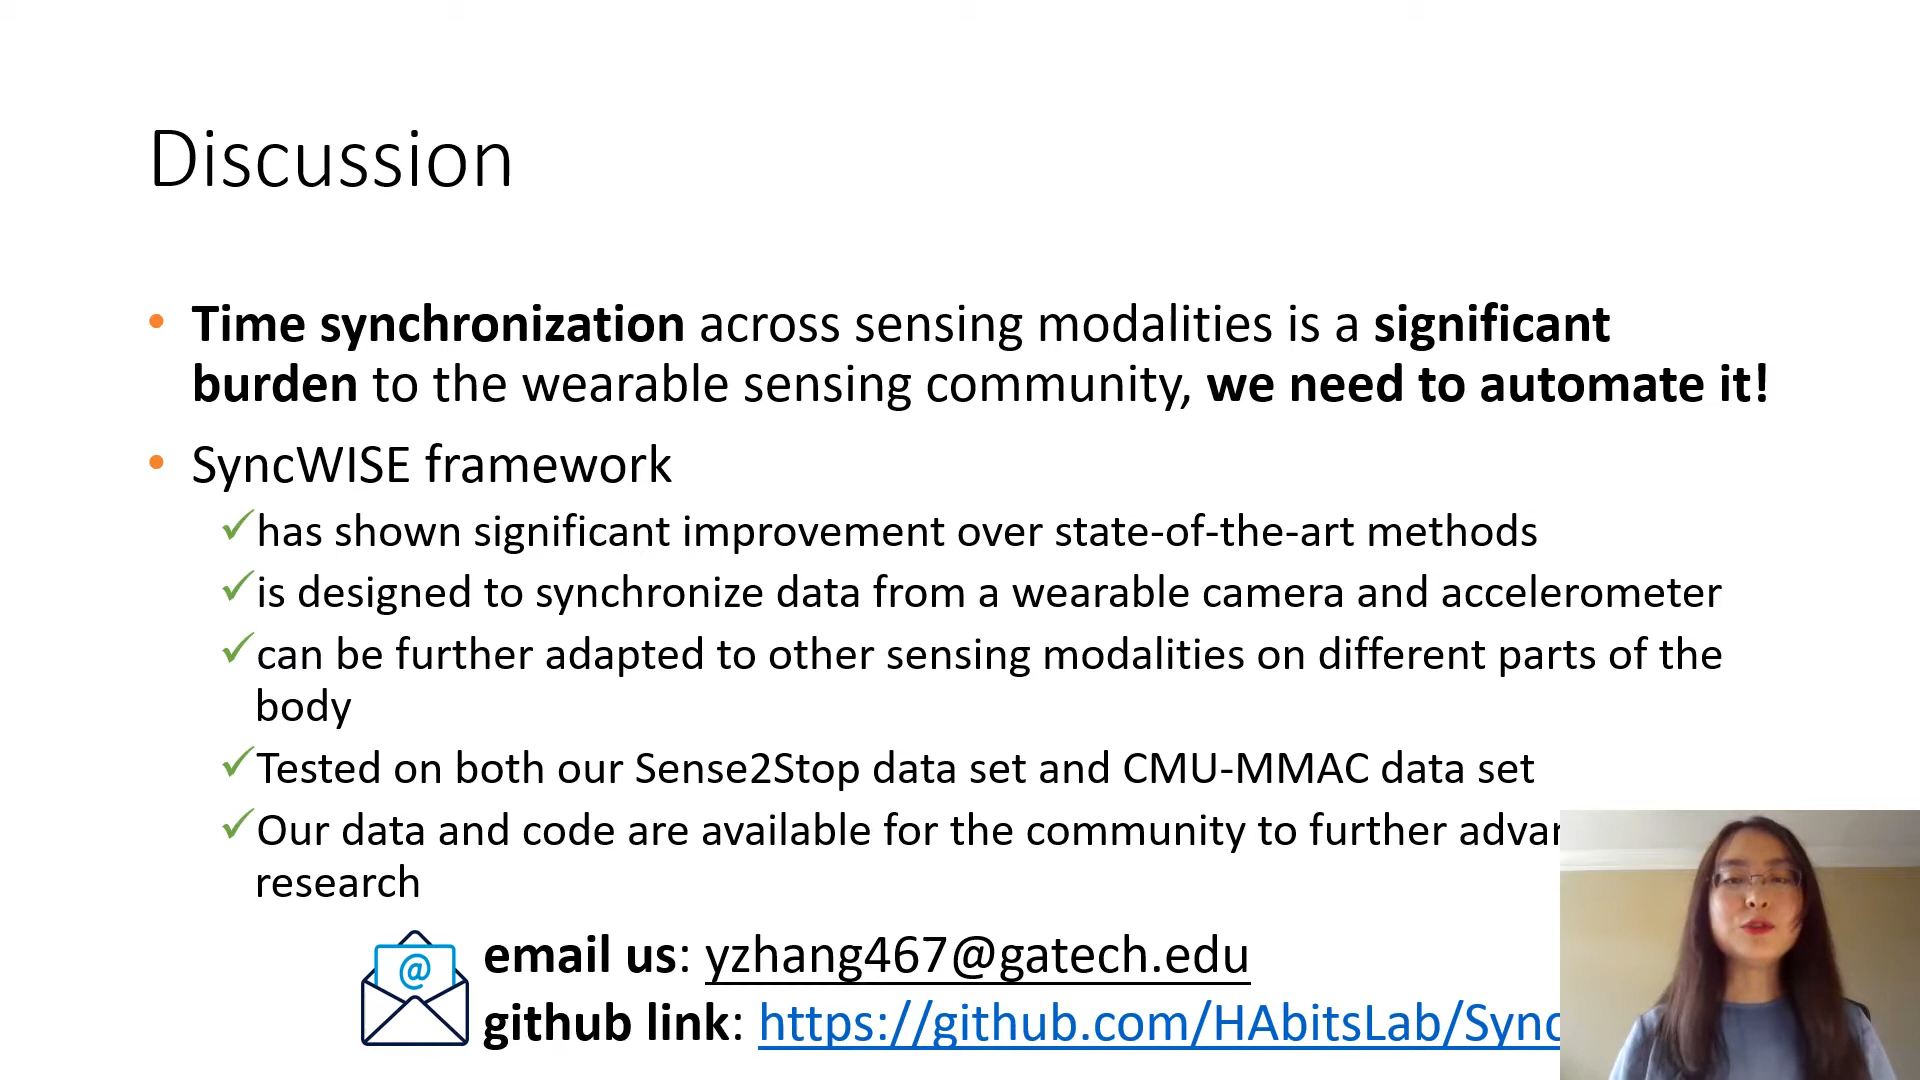 Discussion
• Time synchronization across sensing modalities is a significant
burden to the wearable sensing community, we need to automate it!
• SyncWISE framework
✓has shown significant improvement over state-of-the-art methods
✓is designed to synchronize data from a wearable camera and accelerometer
✓can be further adapted to other sensing modalities on different parts of the
body
✓Tested on both our Sense2Stop data set and CMU-MMAC data set
✓Our data and code are available for the community to further
research
@
email us: yzhang467@gatech.edu
github link: https://github.com/HAbitsLab/Sync